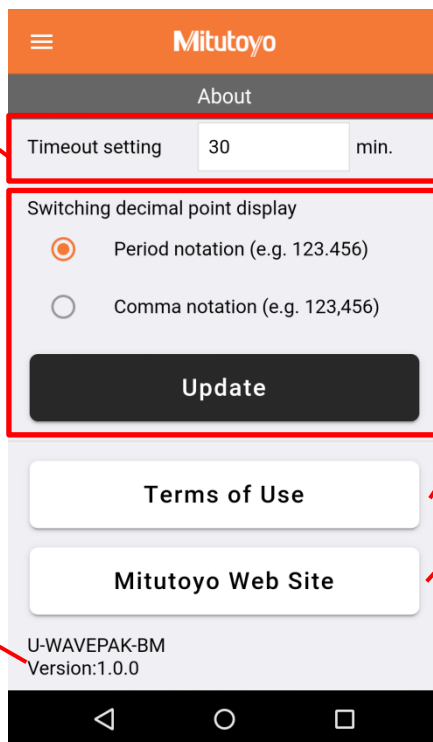 Mitutoyo
About
Timeout setting 30 min.
Switching decimal point display
Period notation (e.g. 123.456)
Comma notation (e.g. 123,456)
Update
Terms of Use
Mitutoyo Web Site
U-WAVEPAK-BM
Version:1.0.0